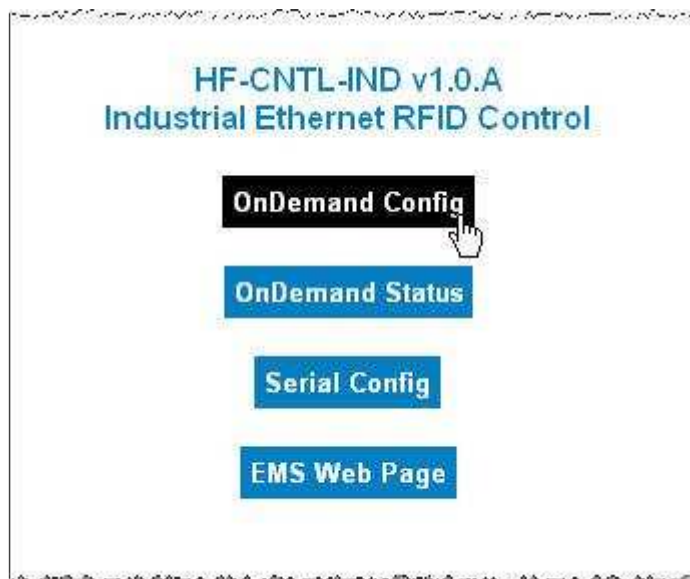 HF-CNTL-IND v1.0.A
Industrial Ethernet RFID Control
OnDemand Config
OnDemand Status
Serial Config
EMS Web Page